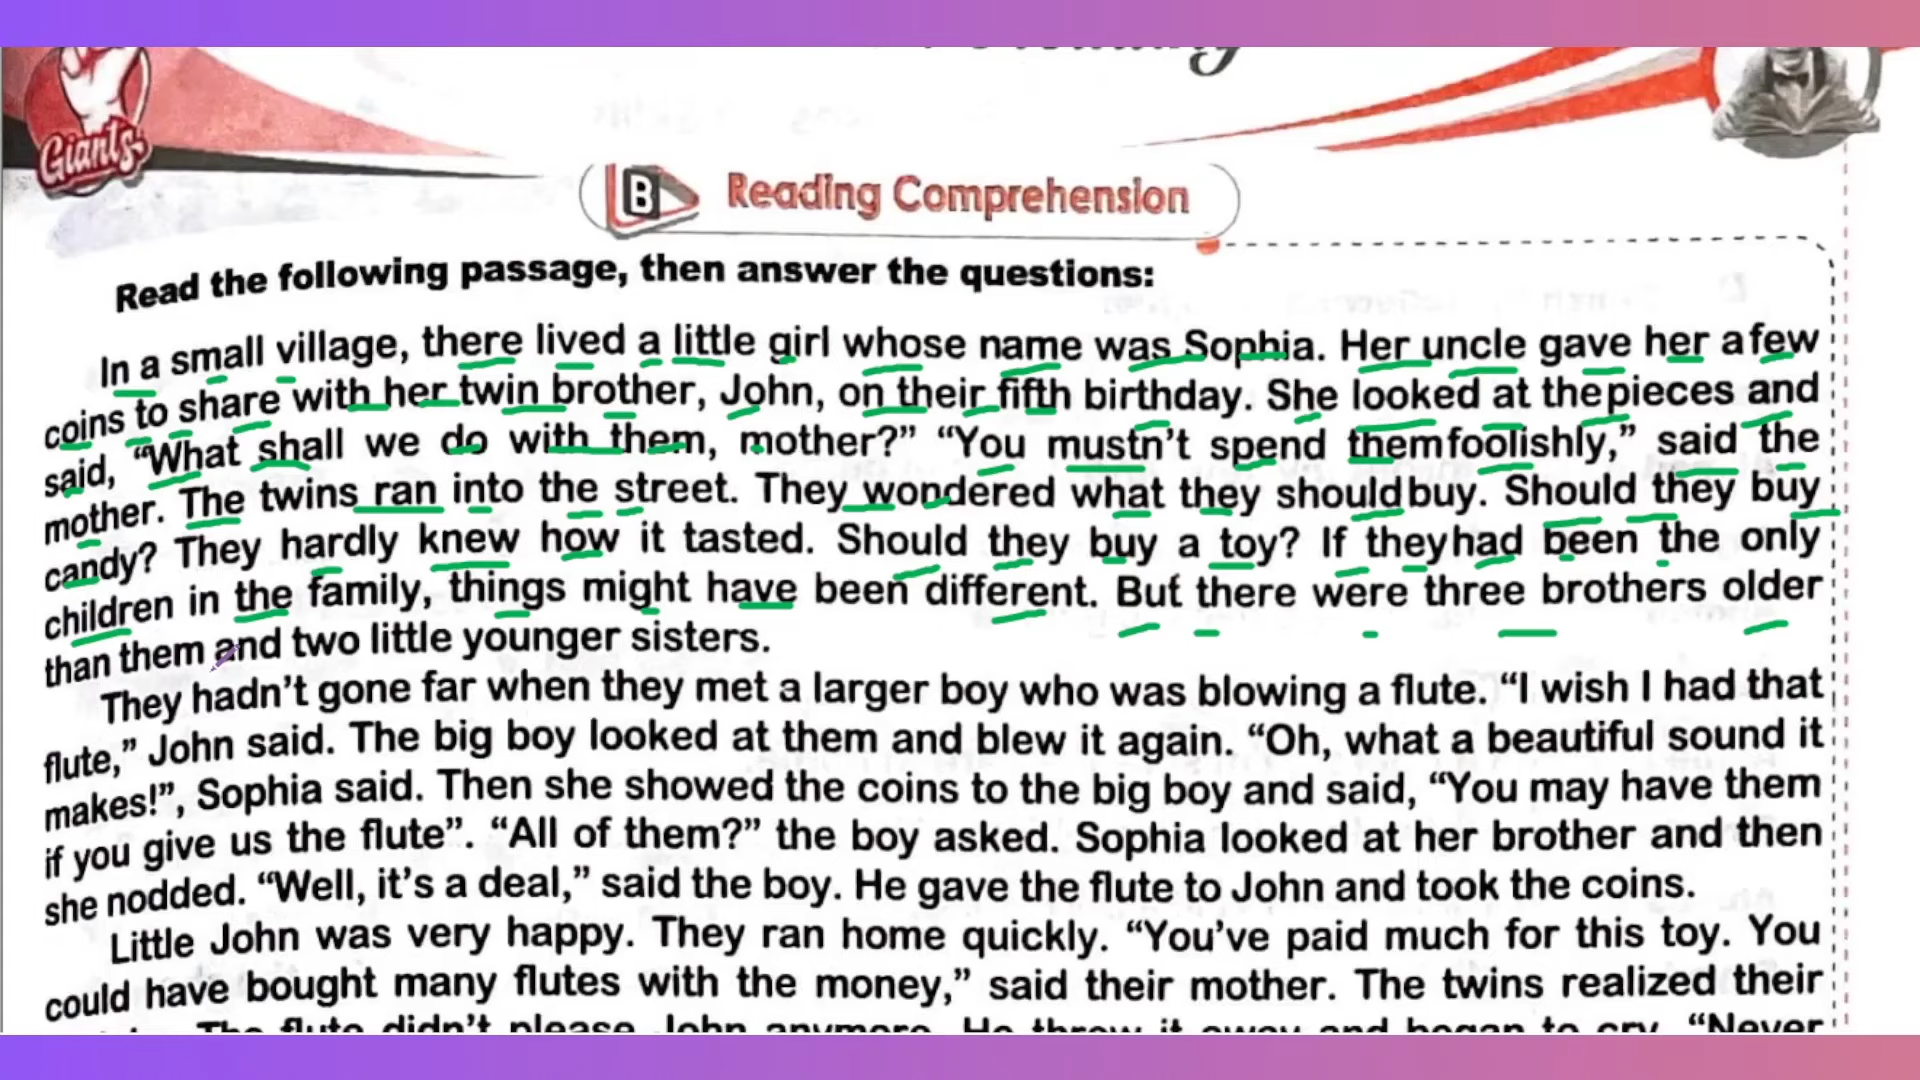 Giants
B Reading Comprehension
Read the following passage, then answer the questions:
In a small village, there lived a little girl whose name was Sophia. Her uncle gave her a few
coins to share with her twin brother, John, on their fifth birthday. She looked at the pieces and
said, “What shall we do with them, mother?” “You mustn’t spend them foolishly,” said the
mother. The twins ran into the street. They wondered what they should buy. Should they buy
candy? They hardly knew how it tasted. Should they buy a toy? If they had been the only
children in the family, things might have been different. But there were three brothers older
than them and two little younger sisters.
They hadn’t gone far when they met a larger boy who was blowing a flute. “I wish I had that
flute,” John said. The big boy looked at them and blew it again. “Oh, what a beautiful sound it
makes!”, Sophia said. Then she showed the coins to the big boy and said, “You may have them
if you give us the flute”. “All of them?” the boy asked. Sophia looked at her brother and then
she nodded. “Well, it’s a deal,” said the boy. He gave the flute to John and took the coins.
Little John was very happy. They ran home quickly. “You’ve paid much for this toy. You
could have bought many flutes with the money,” said their mother. The twins realized their
The flute didn’t please John anymore. He threw it away and began to cry. “Never